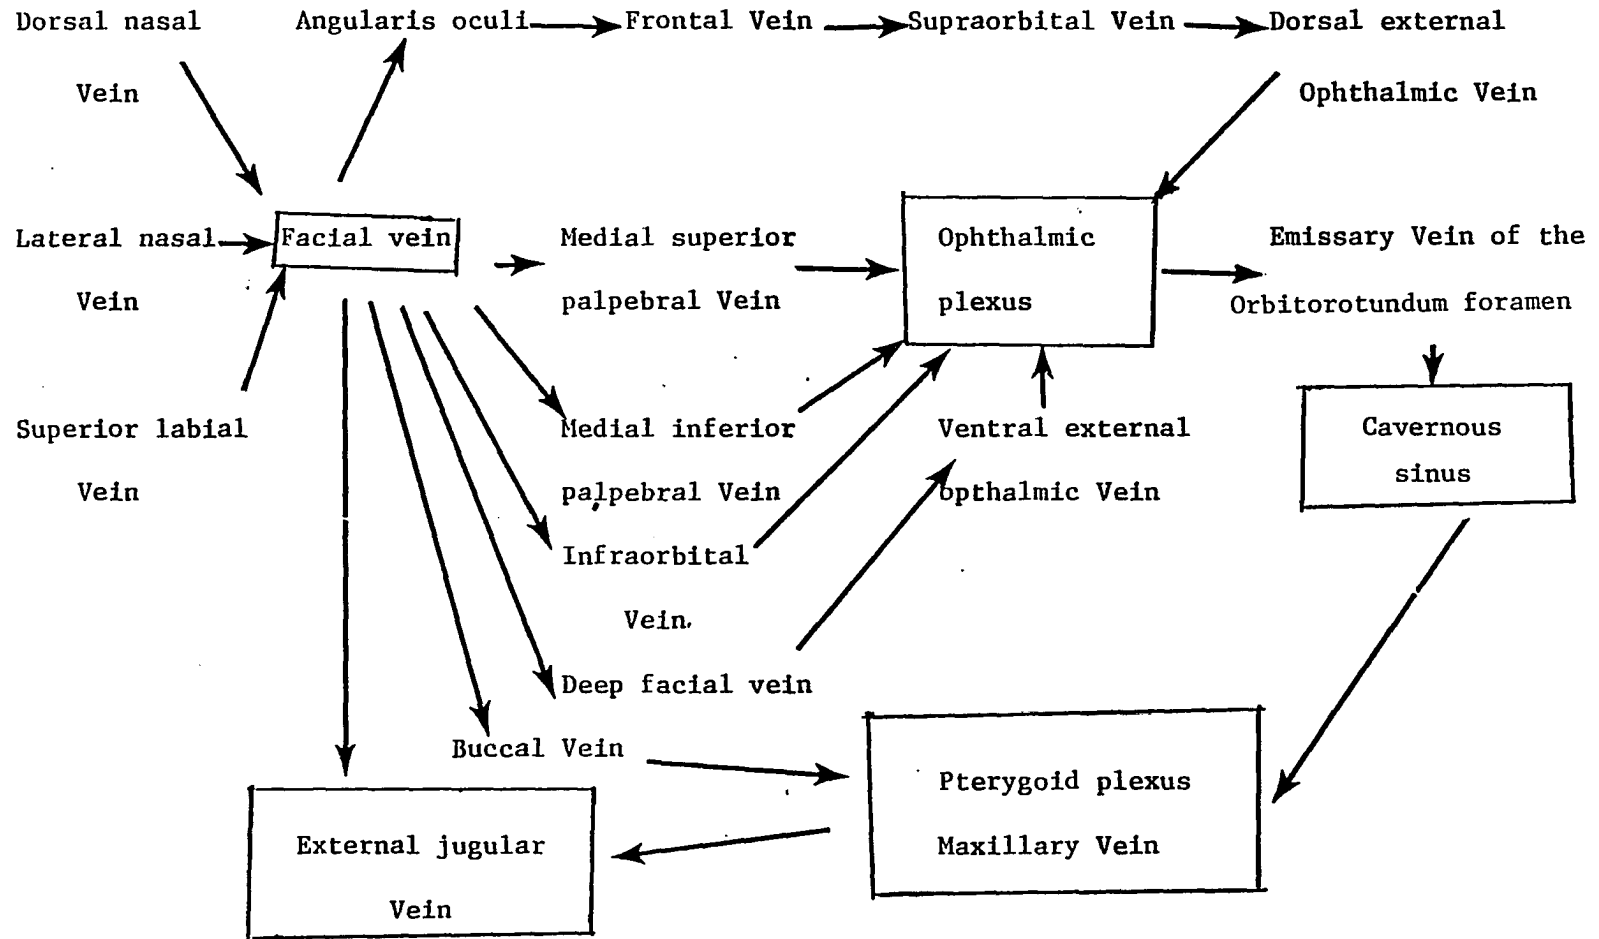 Dorsal nasal
Vein
Angularis oculi
Frontal Vein
Supraorbital Vein
Dorsal external
Ophthalmic Vein
Lateral nasal
Vein
Facial vein
Medial superior
palpebral Vein
Ophthalmic
plexus
Emissary Vein of the
Orbitorotundum foramen
Superior labial
Vein
Medial inferior
palpebral Vein
Ventral external
opthalmic Vein
Cavernous
sinus
Infraorbital
Vein.
Deep facial vein
Buccal Vein
Pterygoid plexus
Maxillary Vein
External jugular
Vein